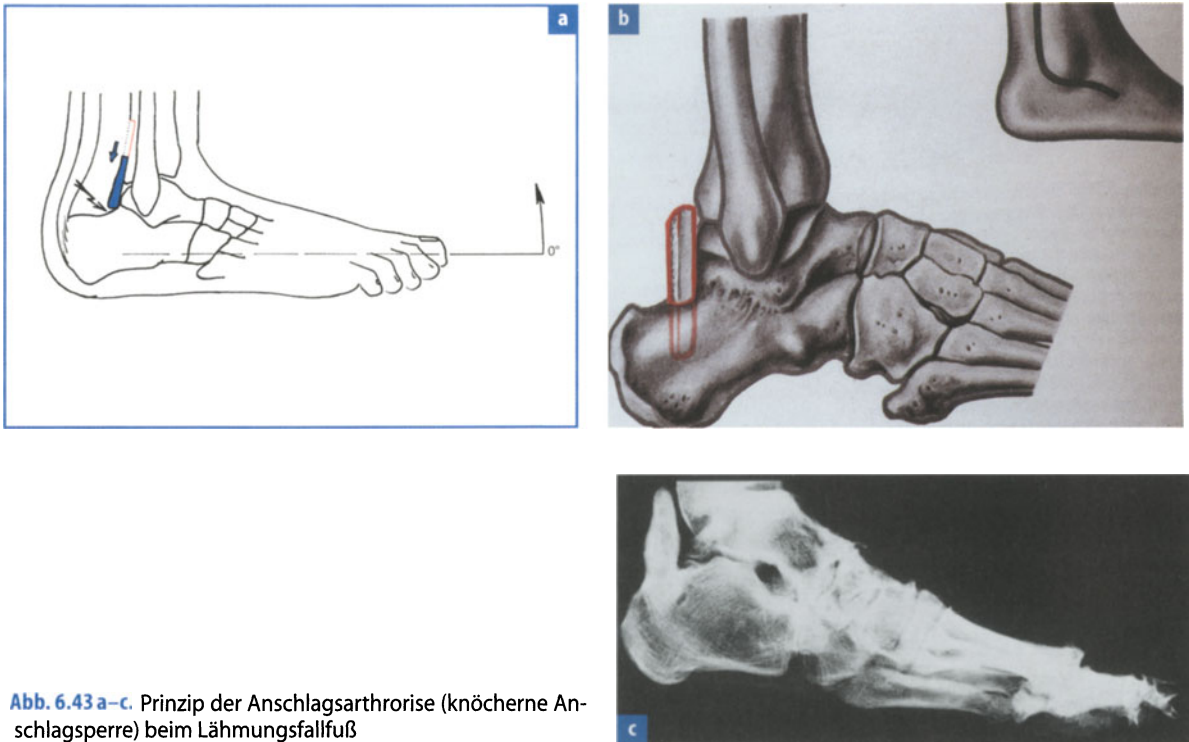 a
b
0°
Abb. 6.43 a–c. Prinzip der Anschlagsarthrorise (knöcherne An-
schlagsperre) beim Lähmungsfallfuß
c